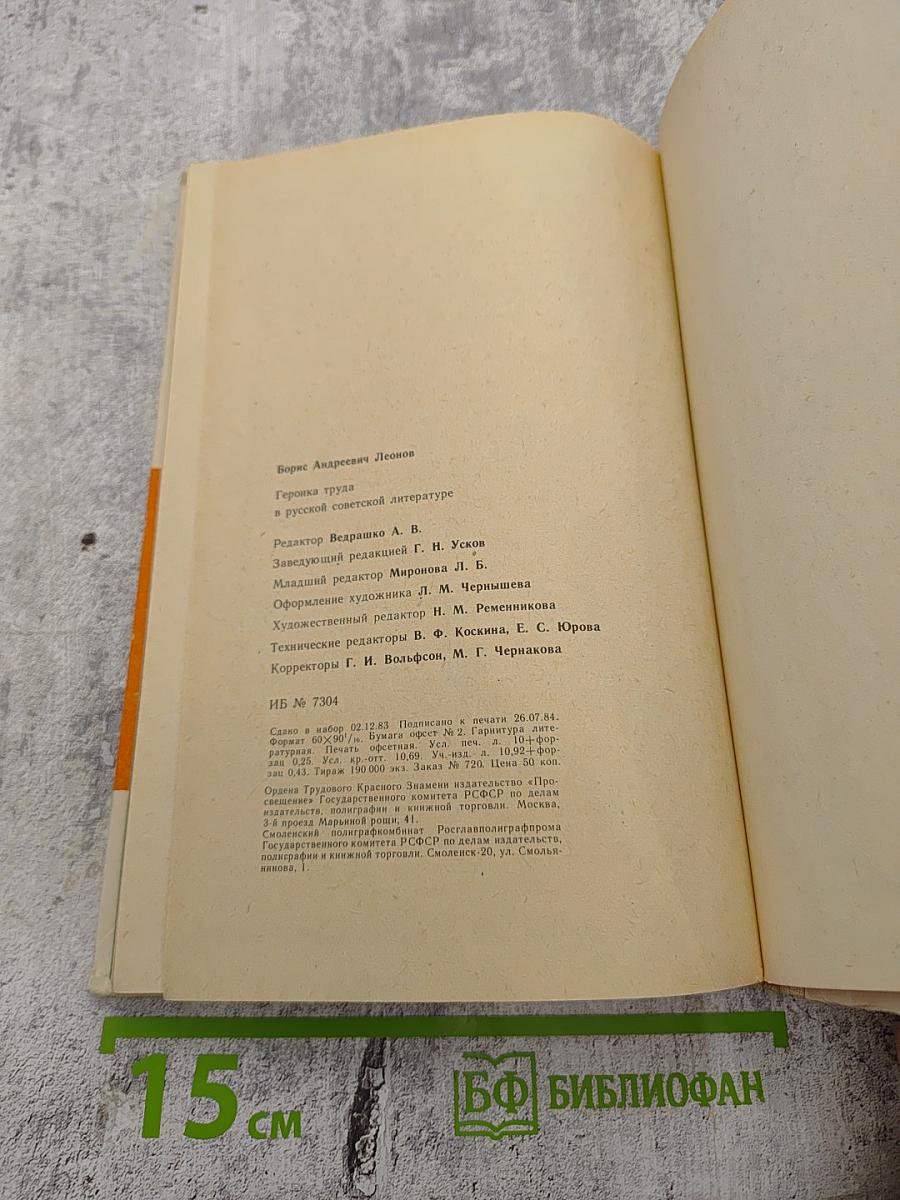 Борис Андреевич Леонов
Героика труда
в русской советской литературе
Редактор Ведрашко А. В.
Заведующий редакцией Г. Н. Усков
Младший редактор Миронова Л. Б.
Оформление художника Л. М. Чернышева
Художественный редактор Н. М. Ременникова
Технические редакторы В. Ф. Коскина, Е. С. Юрова
Корректоры Г. И. Вольфсон, М. Г. Чернакова
ИБ № 7304
Сдано в набор 02.12.83 Подписано к печати 26.07.84.
Формат 60×90¹/₁₆. Бумага офсет № 2. Гарнитура лите-
ратурная. Печать офсетная. Усл. печ. л. 10+фор-
зац 0,25. Усл. кр.-отт. 10,69. Уч.-изд. л. 10,92+фор-
зац 0,43. Тираж 190 000 экз. Заказ № 720. Цена 50 коп.
Ордена Трудового Красного Знамени издательство «Про-
свещение» Государственного комитета РСФСР по делам
издательств, полиграфии и книжной торговли. Москва,
3-й проезд Марьиной рощи, 41.
Смоленский полиграфкомбинат Росглавполиграфпрома
Государственного комитета РСФСР по делам издательств,
полиграфии и книжной торговли. Смоленск-20, ул. Смолья-
нинова, 1.
15 см
БФ БИБЛИОФАН